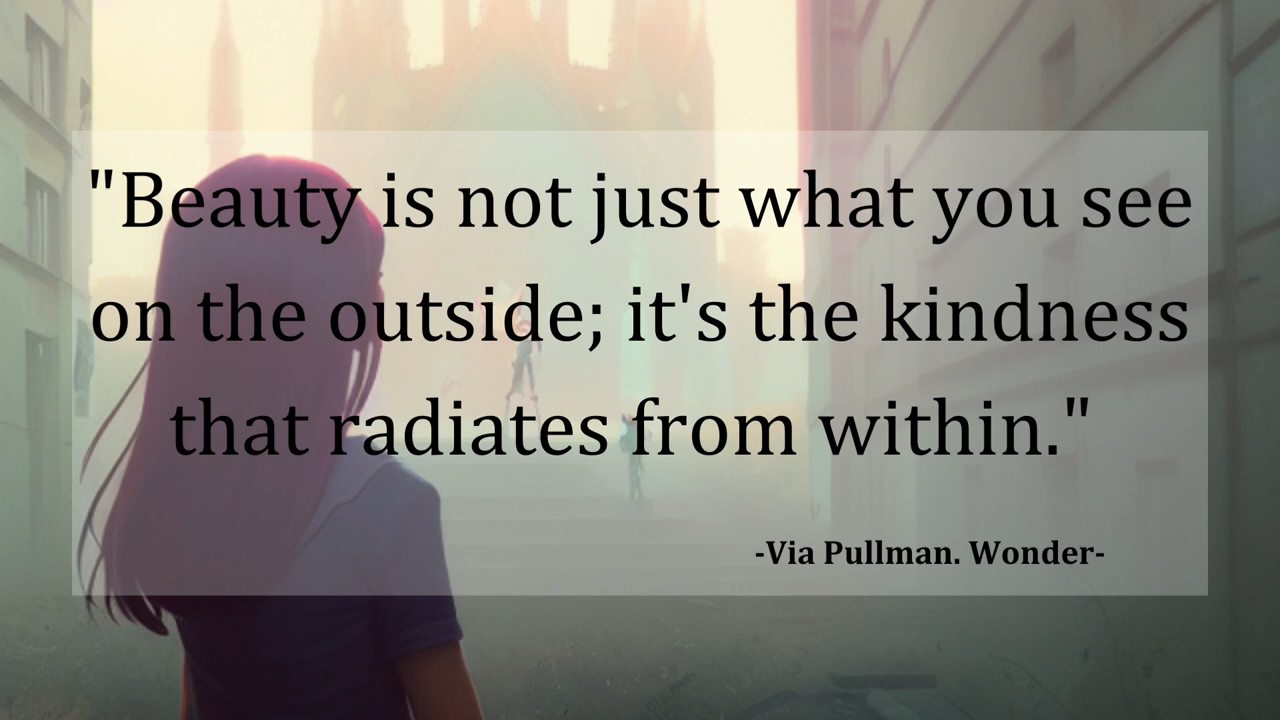 "Beauty is not just what you see
on the outside; it's the kindness
that radiates from within."
-Via Pullman. Wonder-